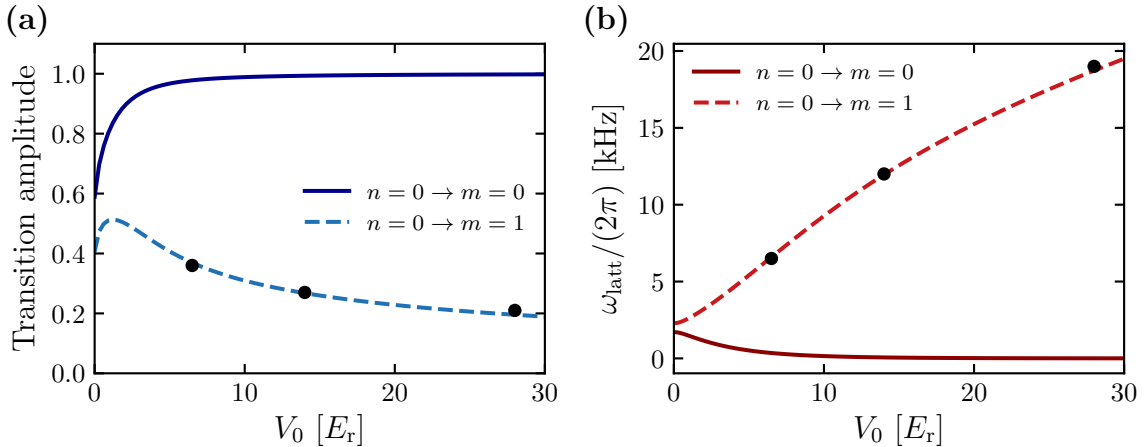 (a)
Transition amplitude
1.0
0.8
0.6
0.4
0.2
0.0
n = 0 → m = 0
n = 0 → m = 1
0
10
20
30
V₀ [Eᵣ]
(b)
ω_latt/(2π) [kHz]
20
15
10
5
0
n = 0 → m = 0
n = 0 → m = 1
0
10
20
30
V₀ [Eᵣ]